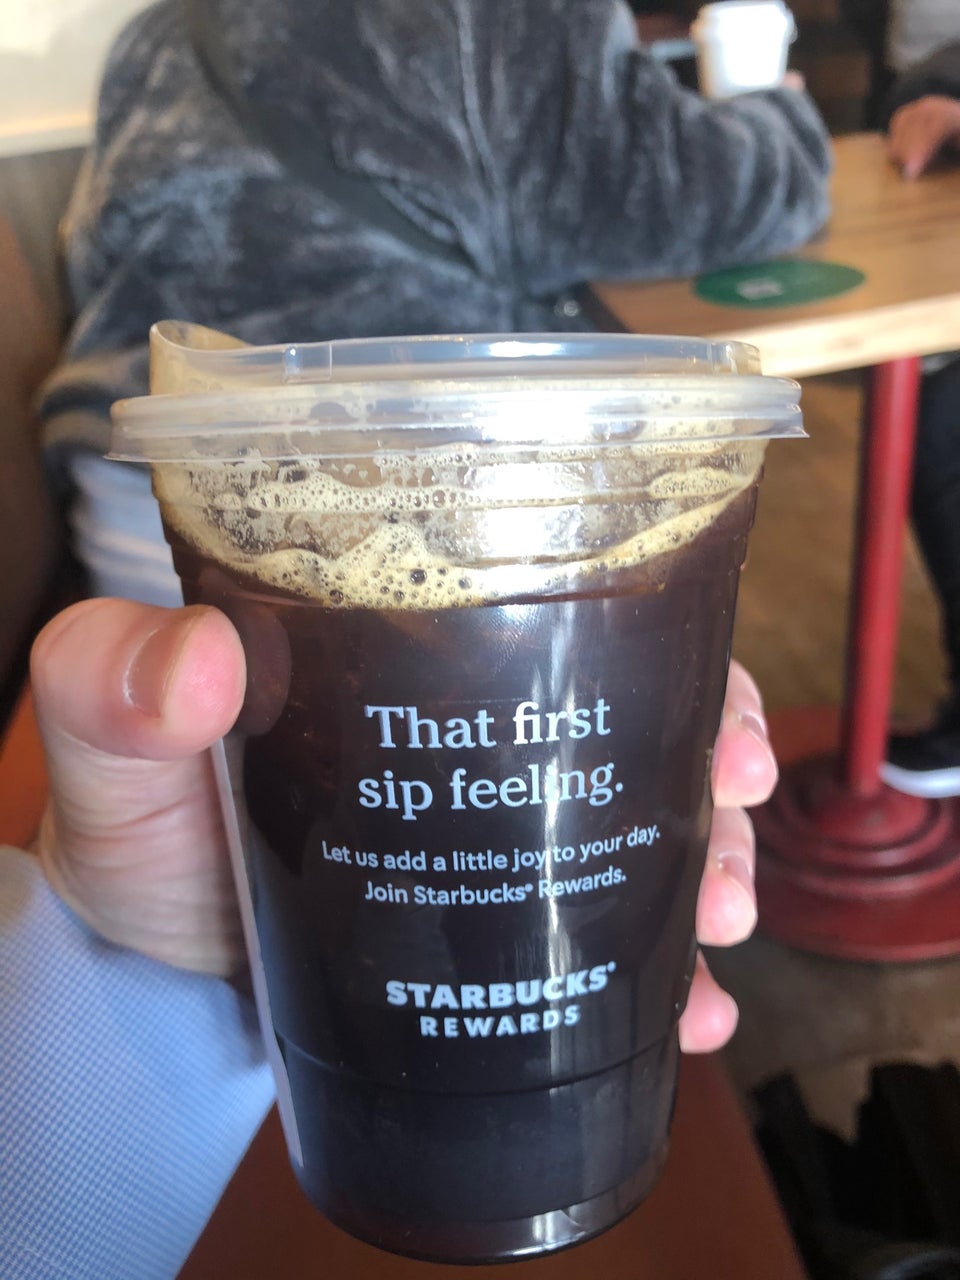 That first
sip feeling.
Let us add a little joy to your day.
Join Starbucks® Rewards.
STARBUCKS®
REWARDS